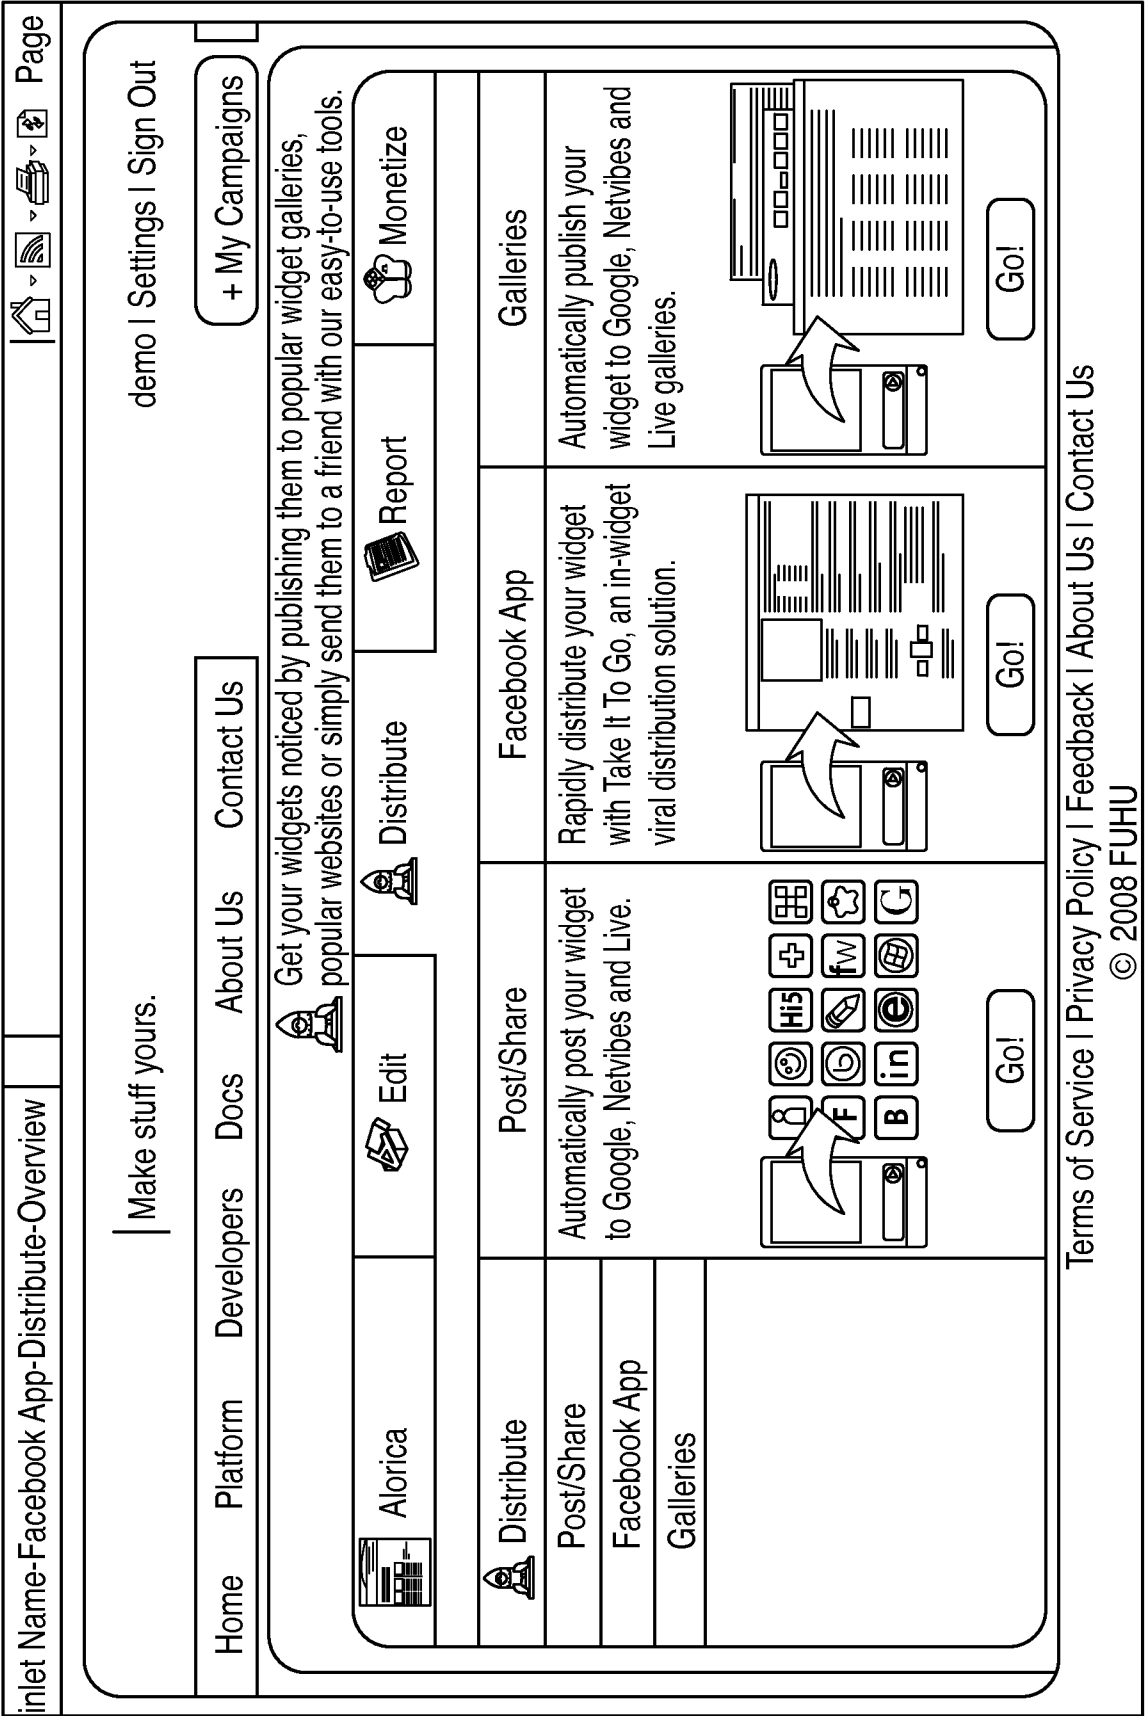 inlet Name-Facebook App-Distribute-Overview
Page
Make stuff yours.
demo | Settings | Sign Out
Home Platform Developers Docs About Us Contact Us
+ My Campaigns
Get your widgets noticed by publishing them to popular widget galleries,
popular websites or simply send them to a friend with our easy-to-use tools.
Alorica
Edit
Distribute
Report
Monetize
Distribute
Post/Share
Facebook App
Galleries
Post/Share
Automatically post your widget
to Google, Netvibes and Live.
Hi5
F
fw
B
in
e
G
Go!
Facebook App
Rapidly distribute your widget
with Take It To Go, an in-widget
viral distribution solution.
Go!
Galleries
Automatically publish your
widget to Google, Netvibes and
Live galleries.
Go!
Terms of Service | Privacy Policy | Feedback | About Us | Contact Us
© 2008 FUHU